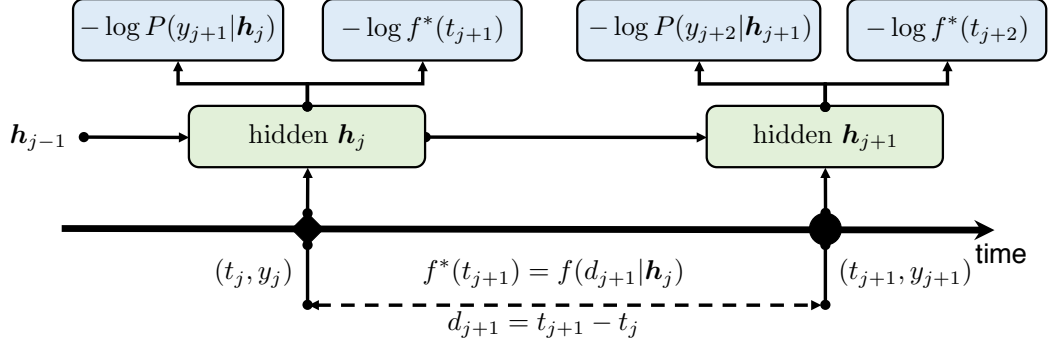 − log P(y_{j+1}|h_j)
− log f*(t_{j+1})
− log P(y_{j+2}|h_{j+1})
− log f*(t_{j+2})
h_{j−1}
hidden h_j
hidden h_{j+1}
time
(t_j, y_j)
f*(t_{j+1}) = f(d_{j+1}|h_j)
(t_{j+1}, y_{j+1})
d_{j+1} = t_{j+1} − t_j